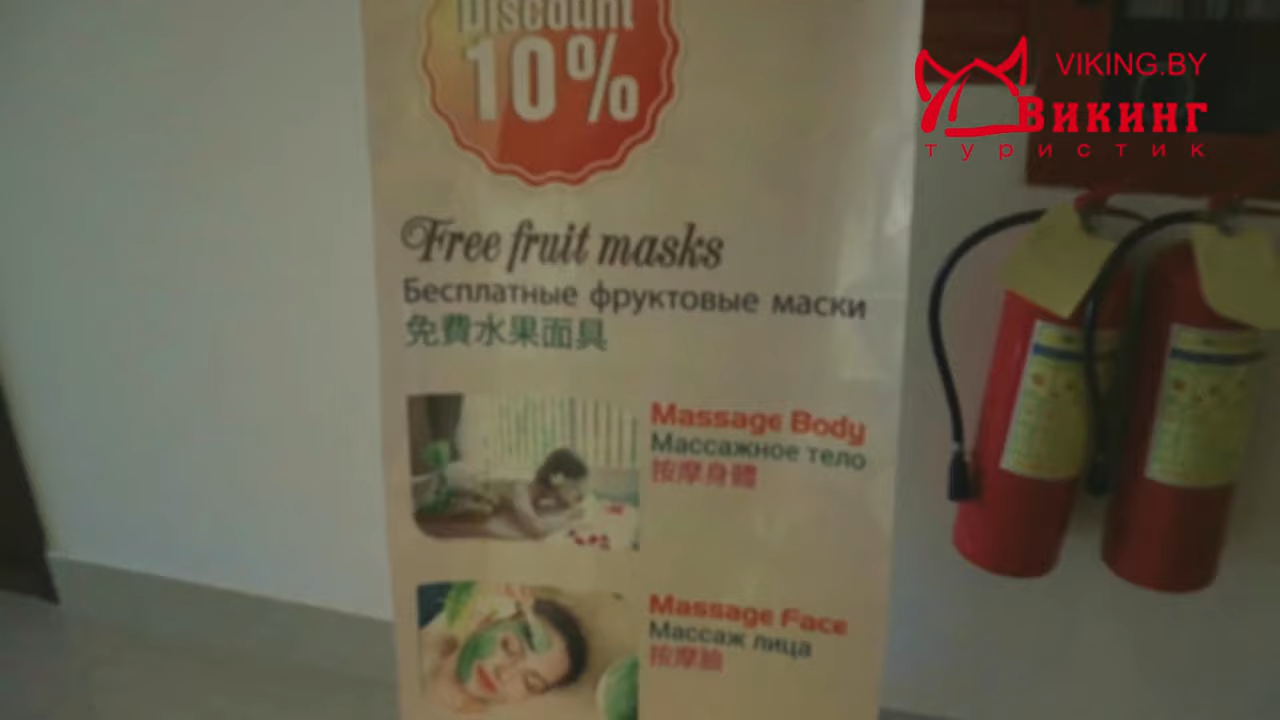 Discount
10%
VIKING.BY
Викинг
туристик
Free fruit masks
Бесплатные фруктовые маски
免費水果面具
Massage Body
Массажное тело
按摩身體
Massage Face
Массаж лица
按摩臉